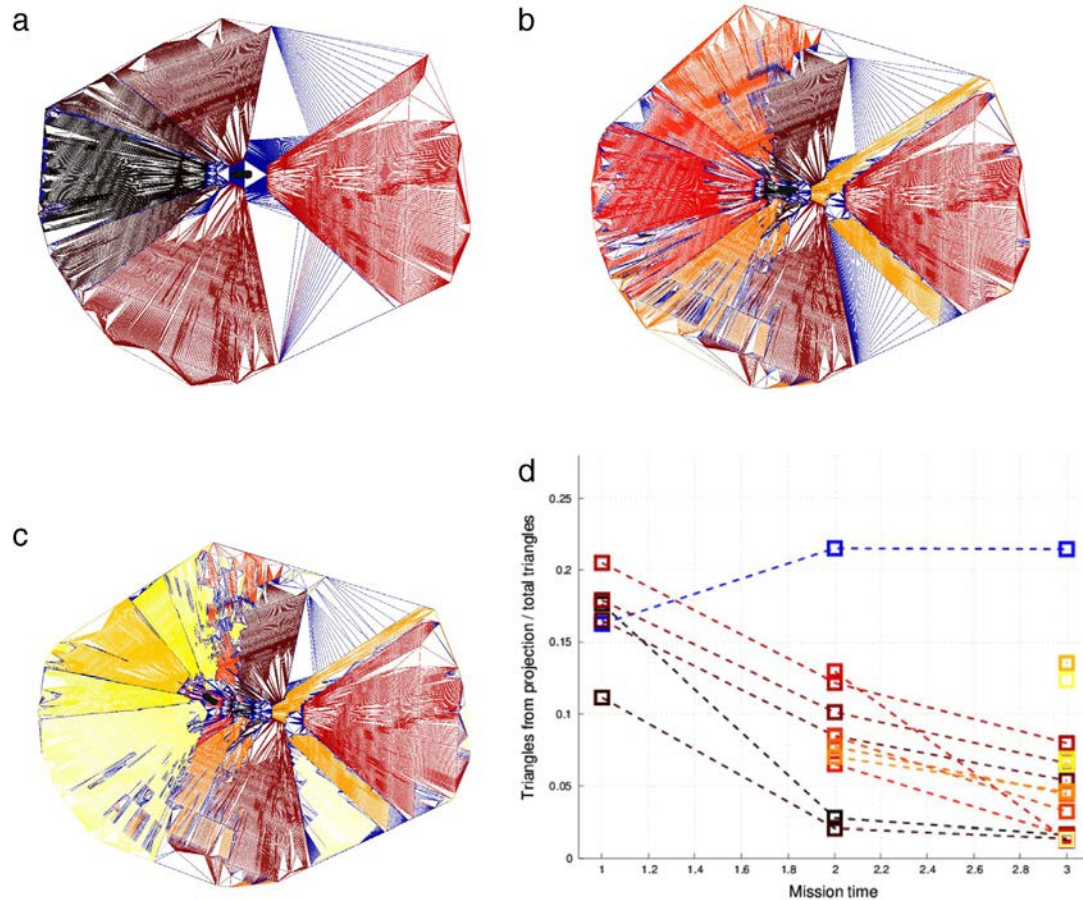 a
b
c
d
Triangles from projection / total triangles
0.25
0.2
0.15
0.1
0.05
0
1 1.2 1.4 1.6 1.8 2 2.2 2.4 2.6 2.8 3
Mission time